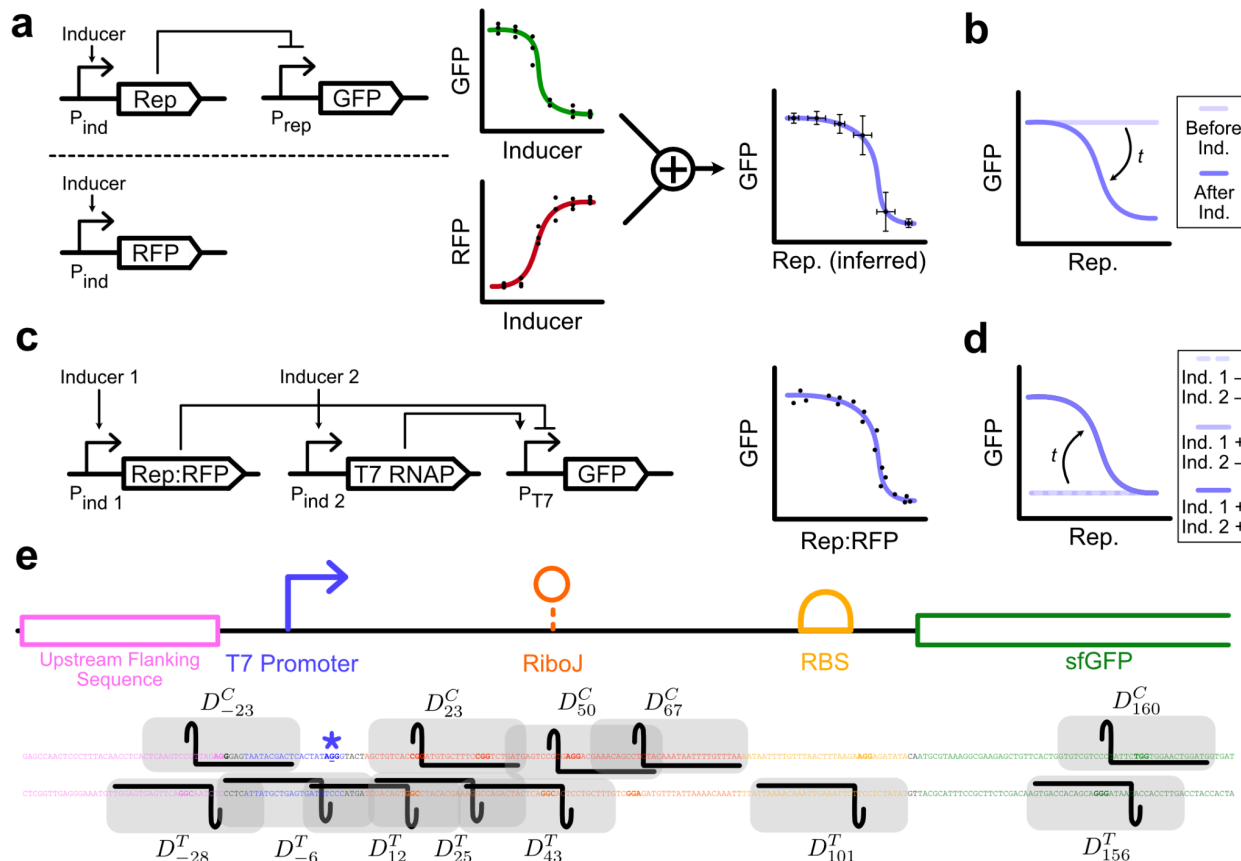 a
Inducer
Rep
GFP
P_ind
P_rep
Inducer
RFP
P_ind
GFP
Inducer
RFP
Inducer
GFP
Rep. (inferred)
b
GFP
t
Rep.
Before
Ind.
After
Ind.
c
Inducer 1
Inducer 2
Rep:RFP
T7 RNAP
GFP
P_ind 1
P_ind 2
P_T7
GFP
Rep:RFP
d
GFP
t
Rep.
Ind. 1 –
Ind. 2 –
Ind. 1 +
Ind. 2 –
Ind. 1 +
Ind. 2 +
e
Upstream Flanking
Sequence
T7 Promoter
RiboJ
RBS
sfGFP
D^C_-23
D^C_23
D^C_50
D^C_67
D^C_160
*
D^T_-28
D^T_-6
D^T_12
D^T_25
D^T_43
D^T_101
D^T_156